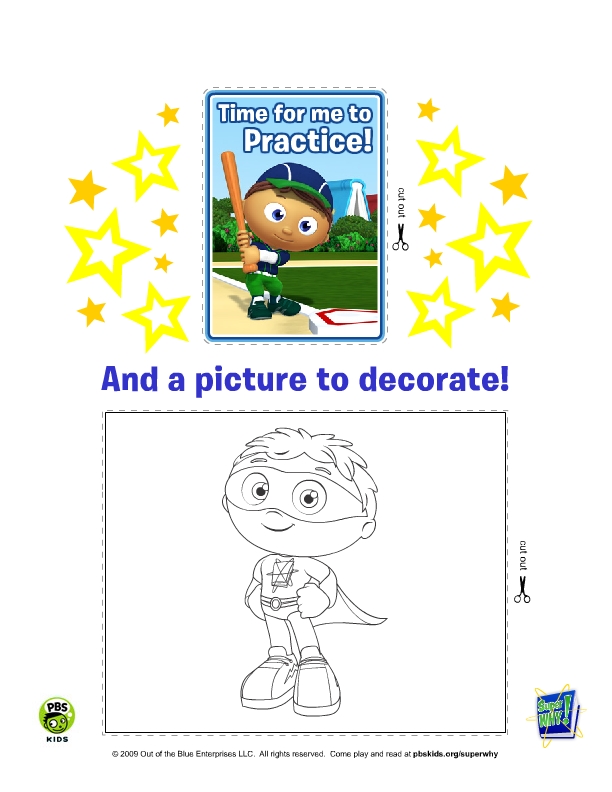 Time for me to
Practice!
cut out
And a picture to decorate!
cut out
PBS
KIDS
SUPER
WHY!
© 2009 Out of the Blue Enterprises LLC.  All rights reserved.  Come play and read at pbskids.org/superwhy